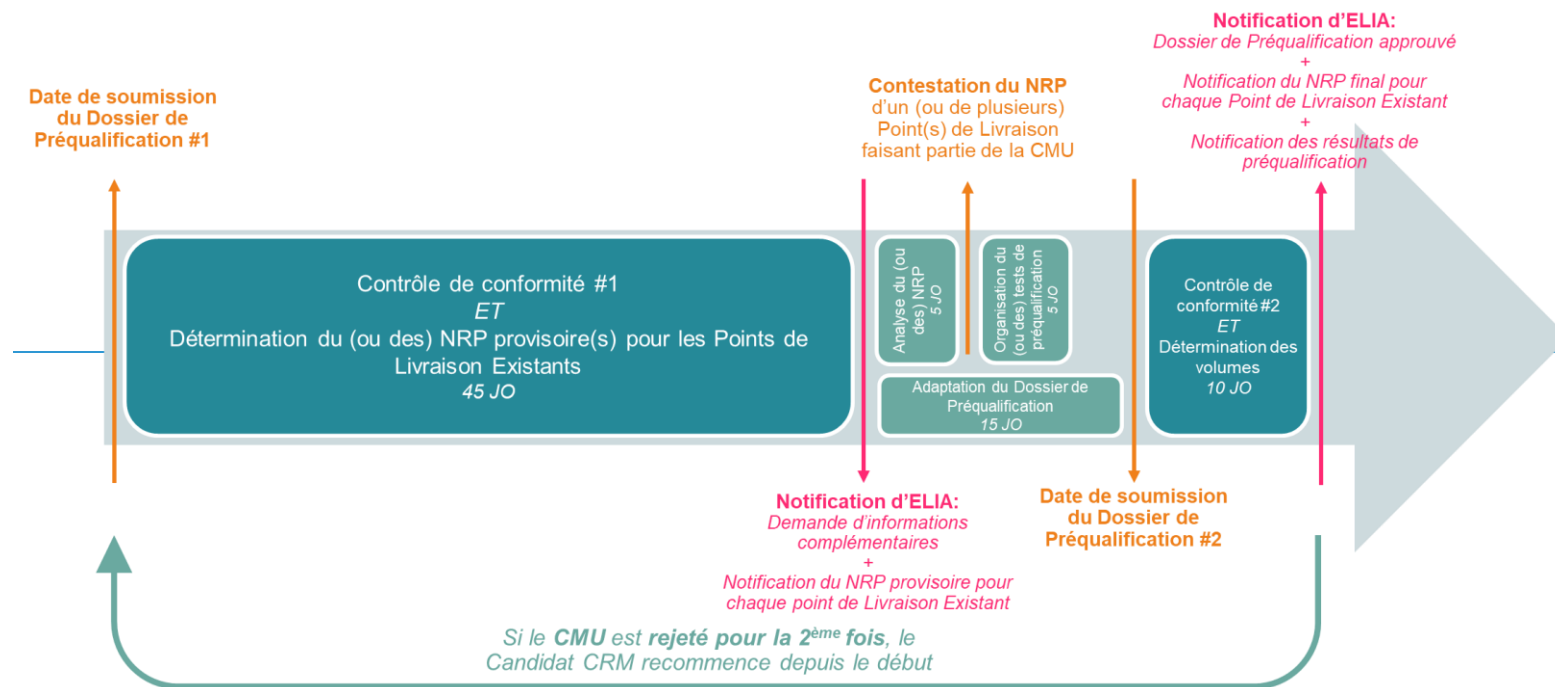 Notification d’ELIA:
Dossier de Préqualification approuvé
+
Notification du NRP final pour
chaque Point de Livraison Existant
+
Notification des résultats de
préqualification
Date de soumission
du Dossier de
Préqualification #1
Contestation du NRP
d’un (ou de plusieurs)
Point(s) de Livraison
faisant partie de la CMU
Contrôle de conformité #1
ET
Détermination du (ou des) NRP provisoire(s) pour les Points de
Livraison Existants
45 JO
Analyse du (ou
des) NRP
5 JO
Organisation du
(ou des) tests de
préqualification
5 JO
Adaptation du Dossier de
Préqualification
15 JO
Contrôle de
conformité #2
ET
Détermination des
volumes
10 JO
Notification d’ELIA:
Demande d’informations
complémentaires
+
Notification du NRP provisoire pour
chaque point de Livraison Existant
Date de soumission
du Dossier de
Préqualification #2
Si le CMU est rejeté pour la 2ème fois, le
Candidat CRM recommence depuis le début